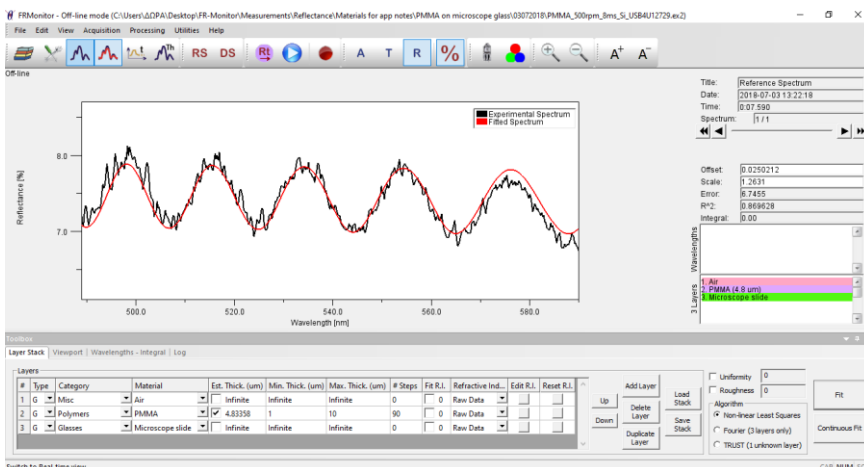 FRMonitor - Off-line mode (C:\Users\ΔΩΡΑ\Desktop\FR-Monitor\Measurements\Reflectance\Materials for app notes\PMMA on microscope glass\03072018\PMMA_500rpm_8ms_Si_USB4U12729.ex2)
File Edit View Acquisition Processing Utilities Help
RS DS Rt A T R % A+ A-
Off-line
Title: Reference Spectrum
Date: 2018-07-03 13:22:18
Time: 0:07.590
Spectrum: 1 / 1
Experimental Spectrum
Fitted Spectrum
8.0
7.0
Reflectance [%]
500.0 520.0 540.0 560.0 580.0
Wavelength [nm]
Offset: 0.0250212
Scale: 1.2631
Error: 6.7455
R^2: 0.869628
Integral: 0.00
Wavelengths
3 Layers
1. Air
2. PMMA (4.8 um)
3. Microscope slide
Toolbox
Layer Stack Viewport Wavelengths - Integral Log
Layers
# Type Category Material Est. Thick. (um) Min. Thick. (um) Max. Thick. (um) # Steps Fit R.I. Refractive Ind... Edit R.I. Reset R.I.
1 G Misc Air Infinite Infinite Infinite 0 0 Raw Data
2 G Polymers PMMA 4.83358 1 10 90 0 Raw Data
3 G Glasses Microscope slide Infinite Infinite Infinite 0 0 Raw Data
Up
Down
Add Layer
Delete Layer
Duplicate Layer
Load Stack
Save Stack
Uniformity 0
Roughness 0
Algorithm
Non-linear Least Squares
Fourier (3 layers only)
TRUST (1 unknown layer)
Fit
Continuous Fit
Switch to Real-time view
CAP NUM